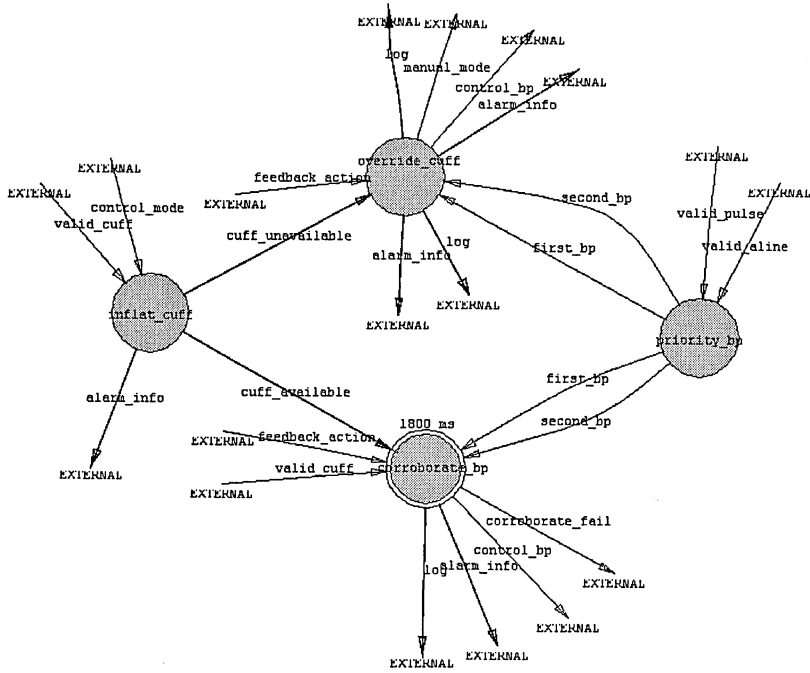 EXTERNAL
EXTERNAL
EXTERNAL
EXTERNAL
log
manual_mode
control_bp
alarm_info
override_cuff
EXTERNAL
EXTERNAL
control_mode
valid_cuff
feedback_action
EXTERNAL
cuff_unavailable
alarm_info
log
EXTERNAL
EXTERNAL
second_bp
first_bp
EXTERNAL
EXTERNAL
valid_pulse
valid_aline
inflat_cuff
priority_bp
alarm_info
EXTERNAL
cuff_available
first_bp
second_bp
1800 ms
EXTERNAL
feedback_action
valid_cuff
EXTERNAL
corroborate_bp
corroborate_fail
control_bp
alarm_info
log
EXTERNAL
EXTERNAL
EXTERNAL
EXTERNAL